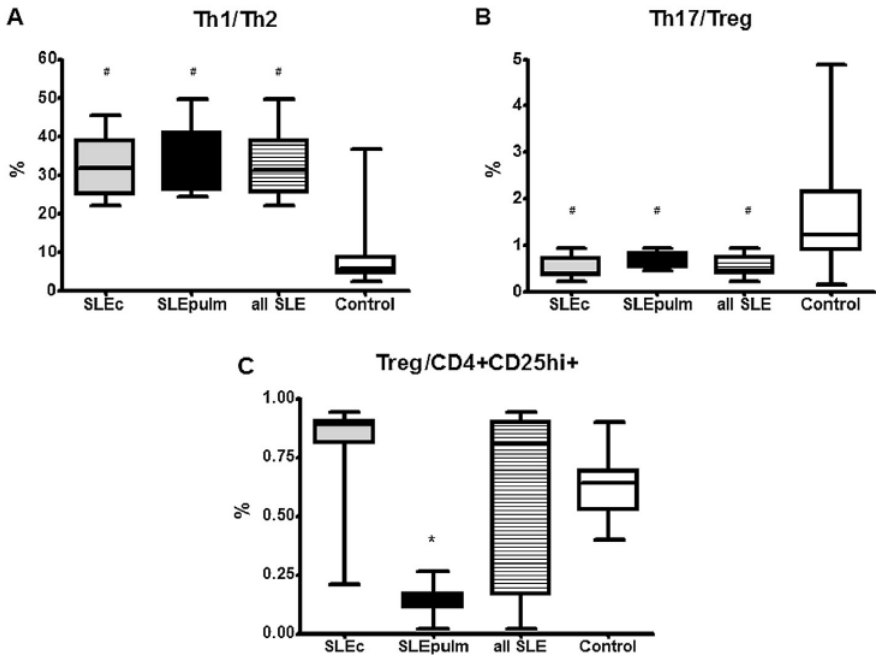 A
Th1/Th2
%
60
50
40
30
20
10
0
#
#
#
SLEc
SLEpulm
all SLE
Control
B
Th17/Treg
%
5
4
3
2
1
0
#
#
#
SLEc
SLEpulm
all SLE
Control
C
Treg/CD4+CD25hi+
%
1.00
0.75
0.50
0.25
0.00
*
SLEc
SLEpulm
all SLE
Control